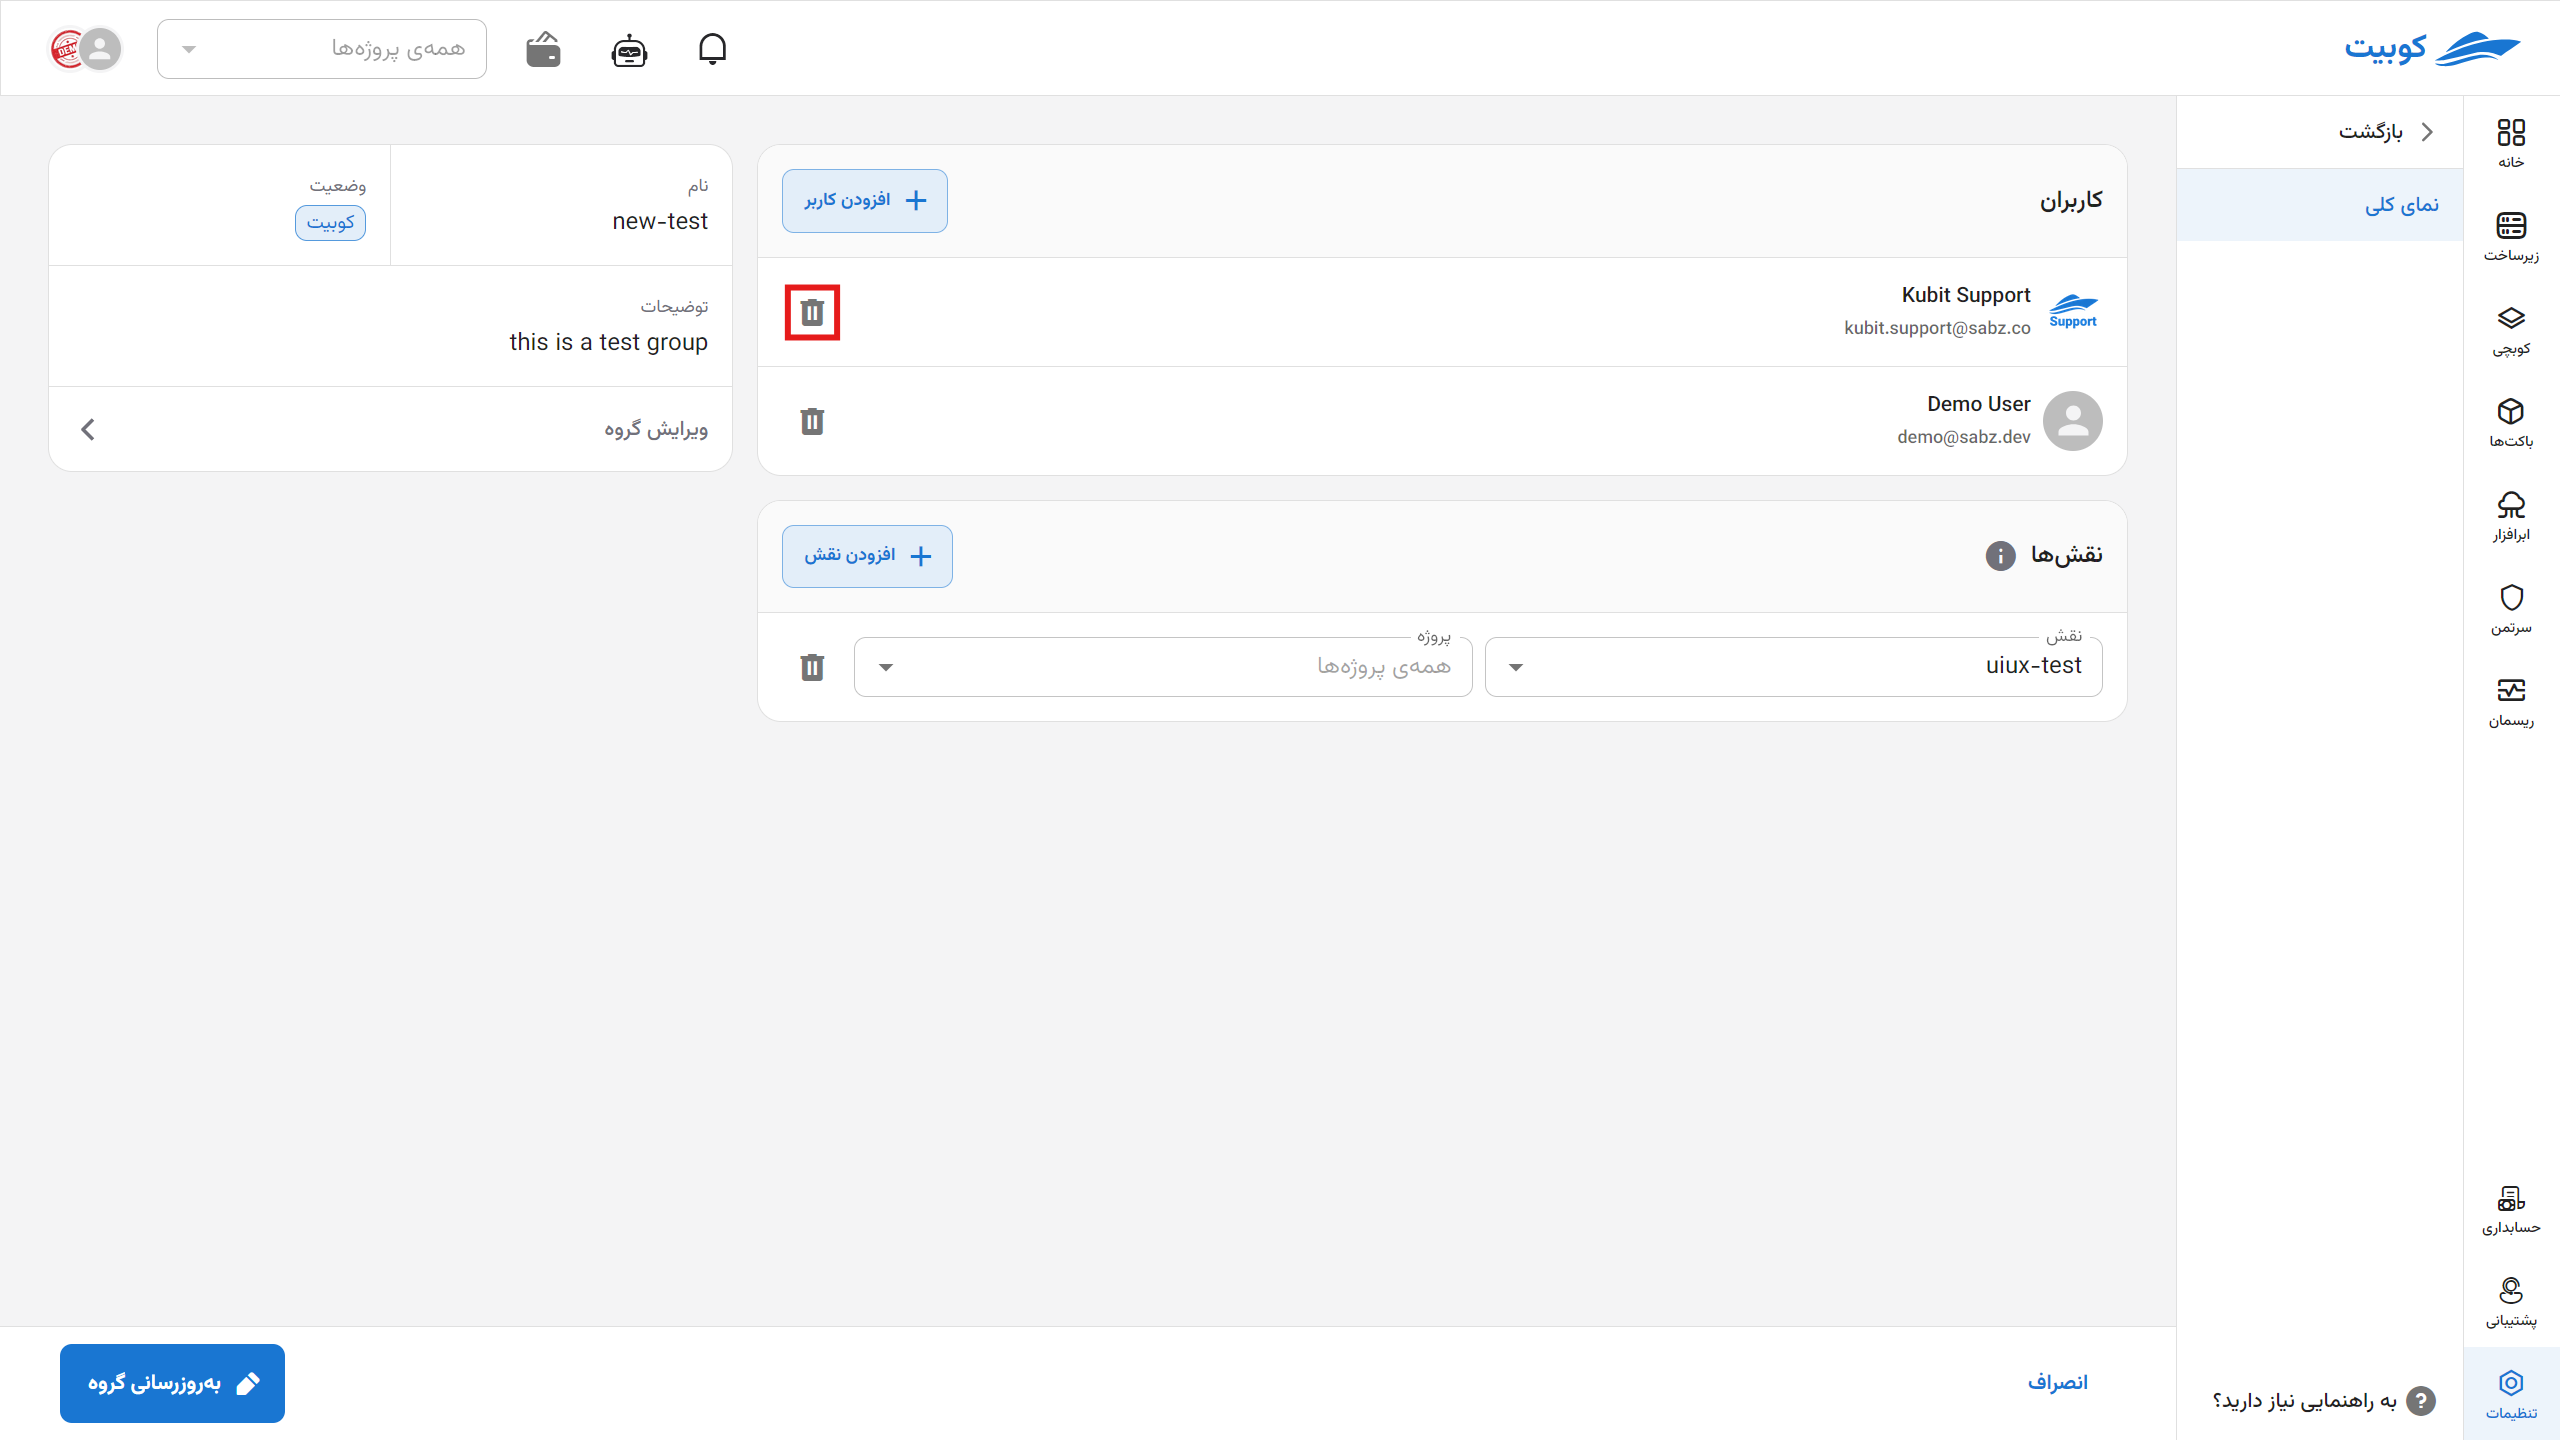 کوبیت
همه‌ی پروژه‌ها
خانه
زیرساخت
کوبچی
باکت‌ها
ابرافزار
سرتمن
ریسمان
حسابداری
پشتیبانی
تنظیمات
بازگشت
نمای کلی
به راهنمایی نیاز دارید؟
کاربران
افزودن کاربر
Support
Kubit Support
kubit.support@sabz.co
Demo User
demo@sabz.dev
نقش‌ها
افزودن نقش
نقش
uiux-test
پروژه
همه‌ی پروژه‌ها
نام
new-test
وضعیت
کوبیت
توضیحات
this is a test group
ویرایش گروه
انصراف
به‌روزرسانی گروه